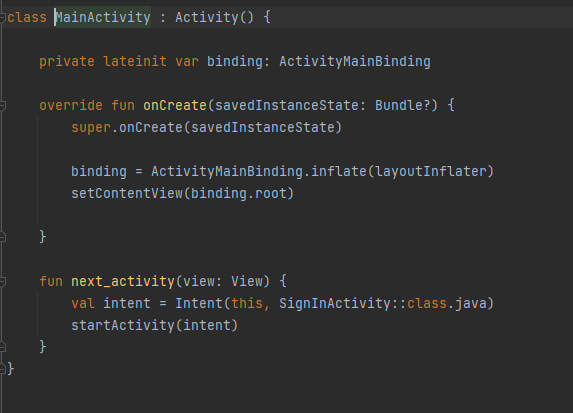 class MainActivity : Activity() {
private lateinit var binding: ActivityMainBinding
override fun onCreate(savedInstanceState: Bundle?) {
super.onCreate(savedInstanceState)
binding = ActivityMainBinding.inflate(layoutInflater)
setContentView(binding.root)
}
fun next_activity(view: View) {
val intent = Intent(this, SignInActivity::class.java)
startActivity(intent)
}
}